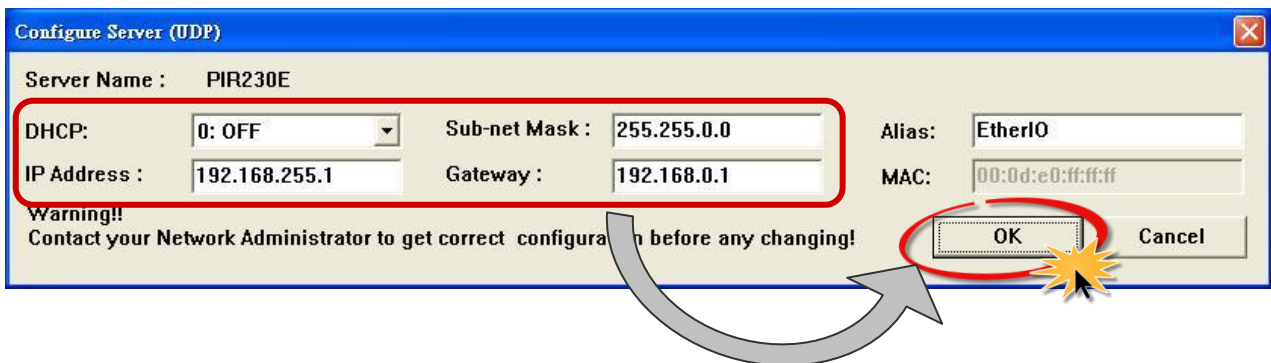 Configure Server (UDP)
Server Name : PIR230E
DHCP: 0: OFF Sub-net Mask : 255.255.0.0 Alias: EtherIO
IP Address : 192.168.255.1 Gateway : 192.168.0.1 MAC: 00:0d:e0:ff:ff:ff
Warning!!
Contact your Network Administrator to get correct before any changing!
OK Cancel